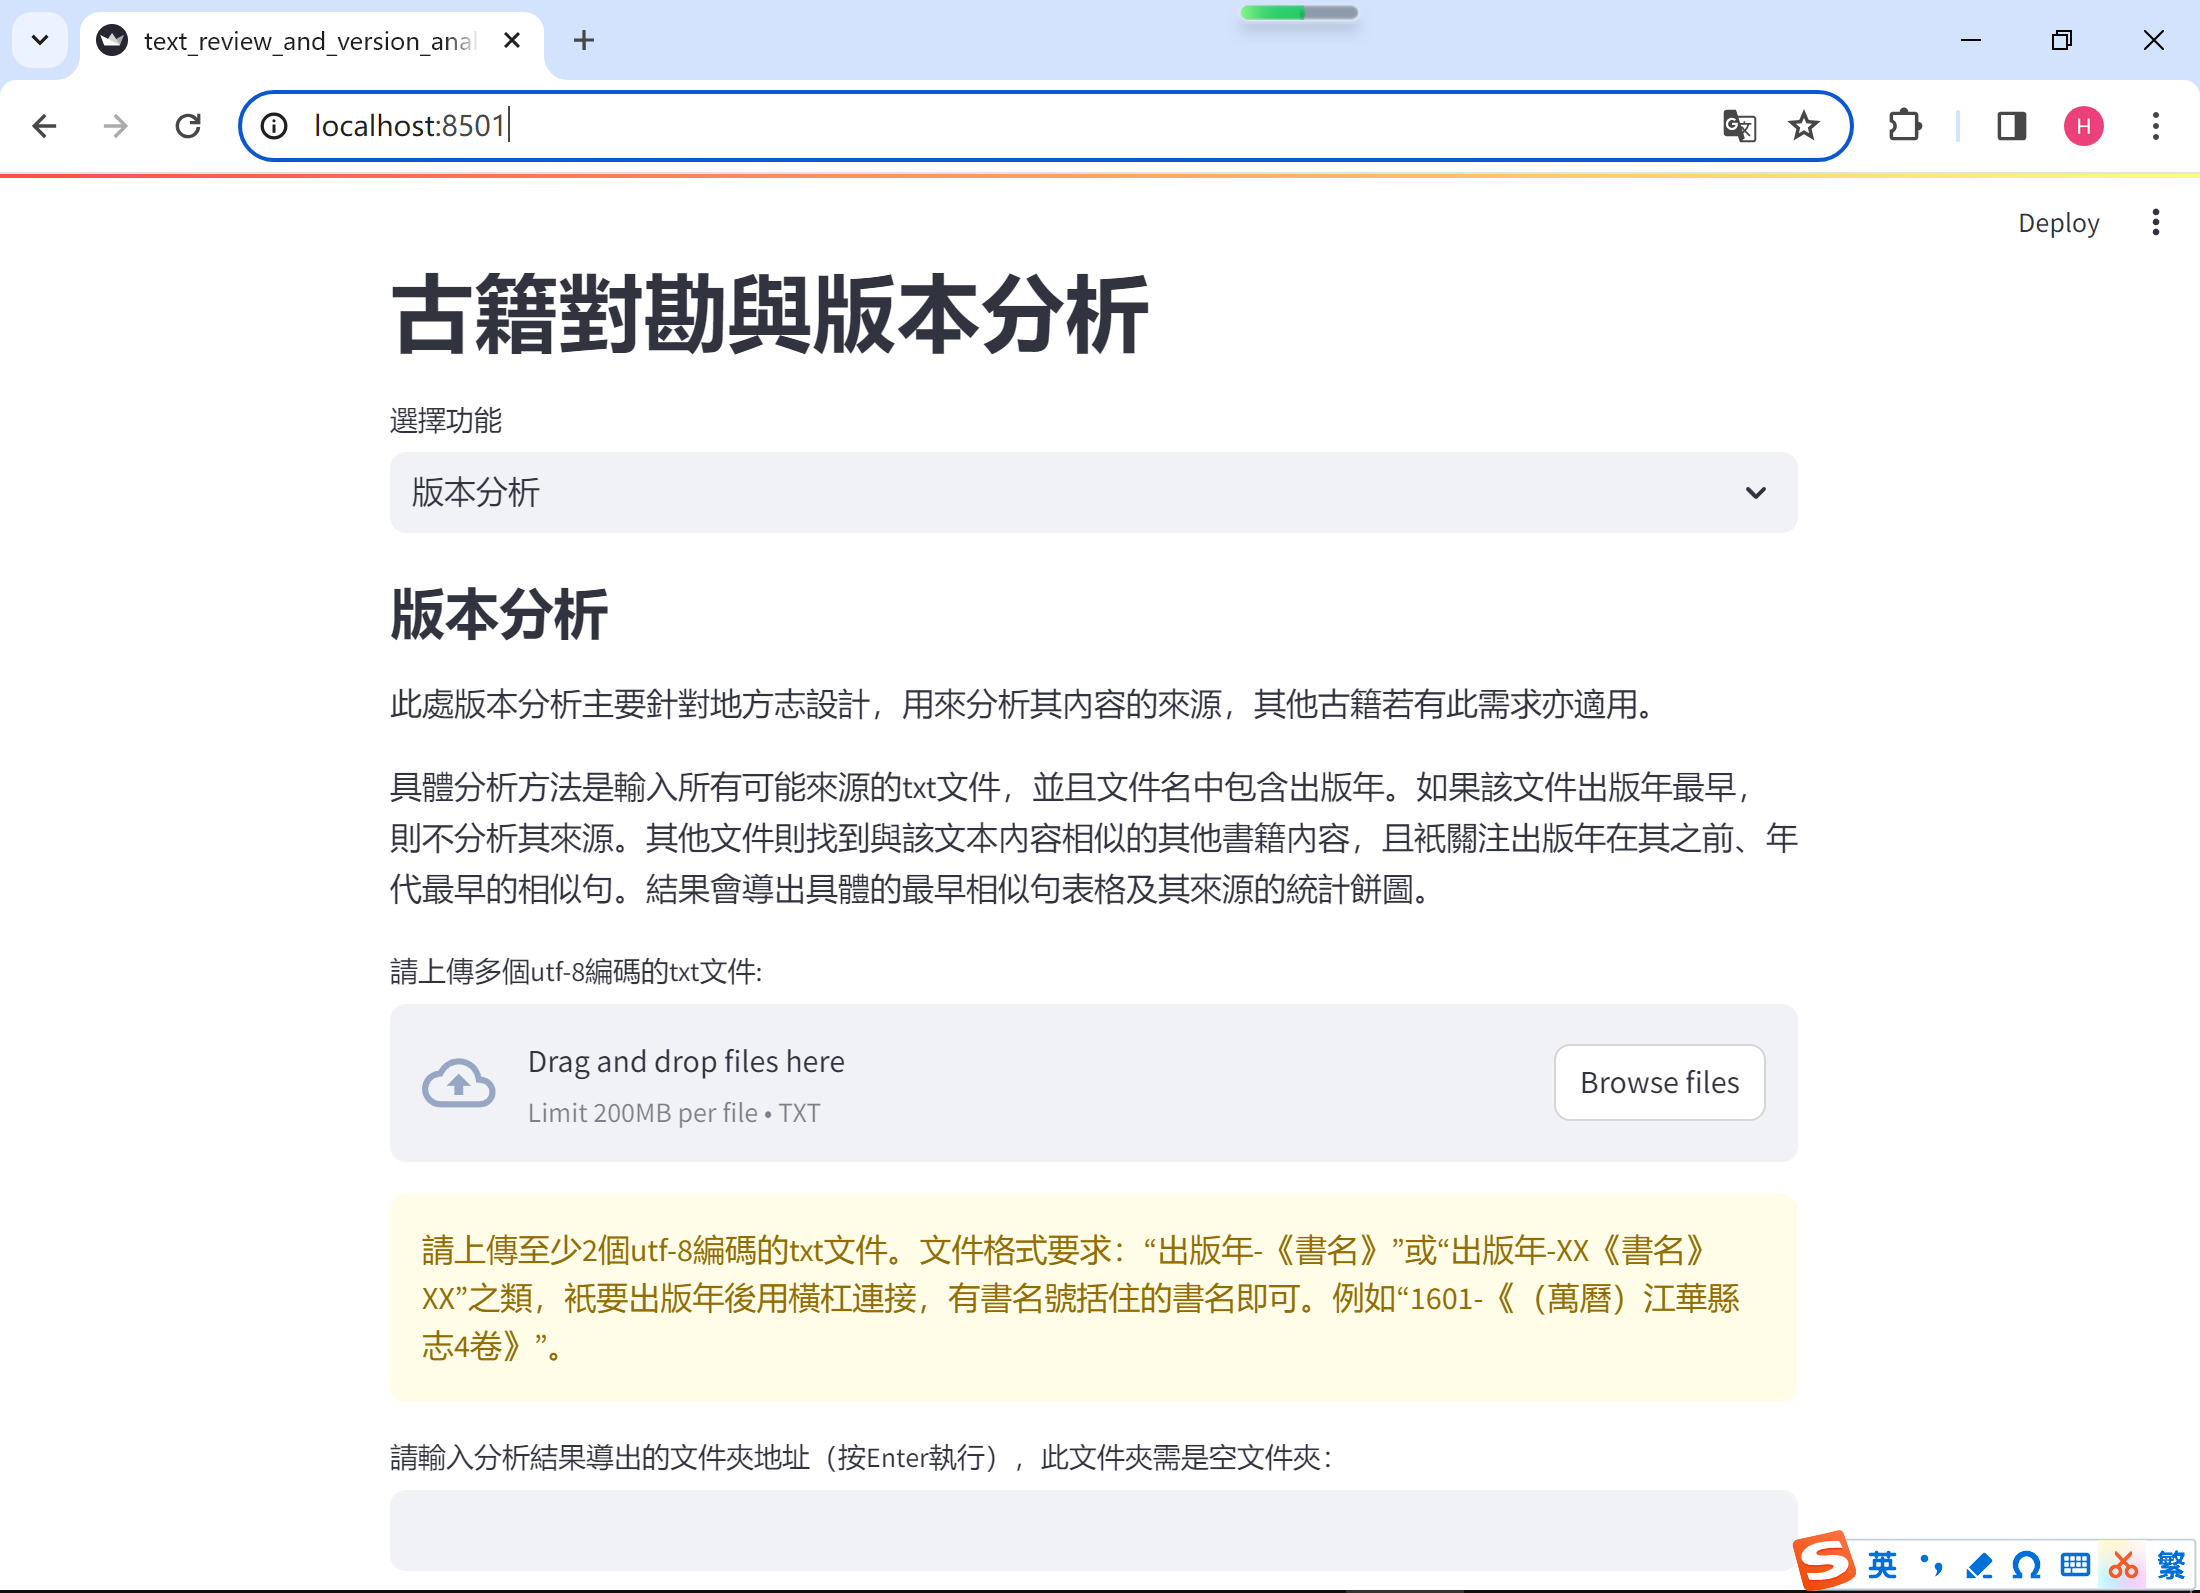 text_review_and_version_anal
localhost:8501
H
Deploy
古籍對勘與版本分析
選擇功能
版本分析
版本分析
此處版本分析主要針對地方志設計，用來分析其內容的來源，其他古籍若有此需求亦適用。
具體分析方法是輸入所有可能來源的txt文件，並且文件名中包含出版年。如果該文件出版年最早，
則不分析其來源。其他文件則找到與該文本內容相似的其他書籍內容，且衹關注出版年在其之前、年
代最早的相似句。結果會導出具體的最早相似句表格及其來源的統計餅圖。
請上傳多個utf-8編碼的txt文件:
Drag and drop files here
Limit 200MB per file • TXT
Browse files
請上傳至少2個utf-8編碼的txt文件。文件格式要求：“出版年-《書名》”或“出版年-XX《書名》
XX”之類，衹要出版年後用橫杠連接，有書名號括住的書名即可。例如“1601-《（萬曆）江華縣
志4卷》”。
請輸入分析結果導出的文件夾地址（按Enter執行），此文件夾需是空文件夾：
英
繁